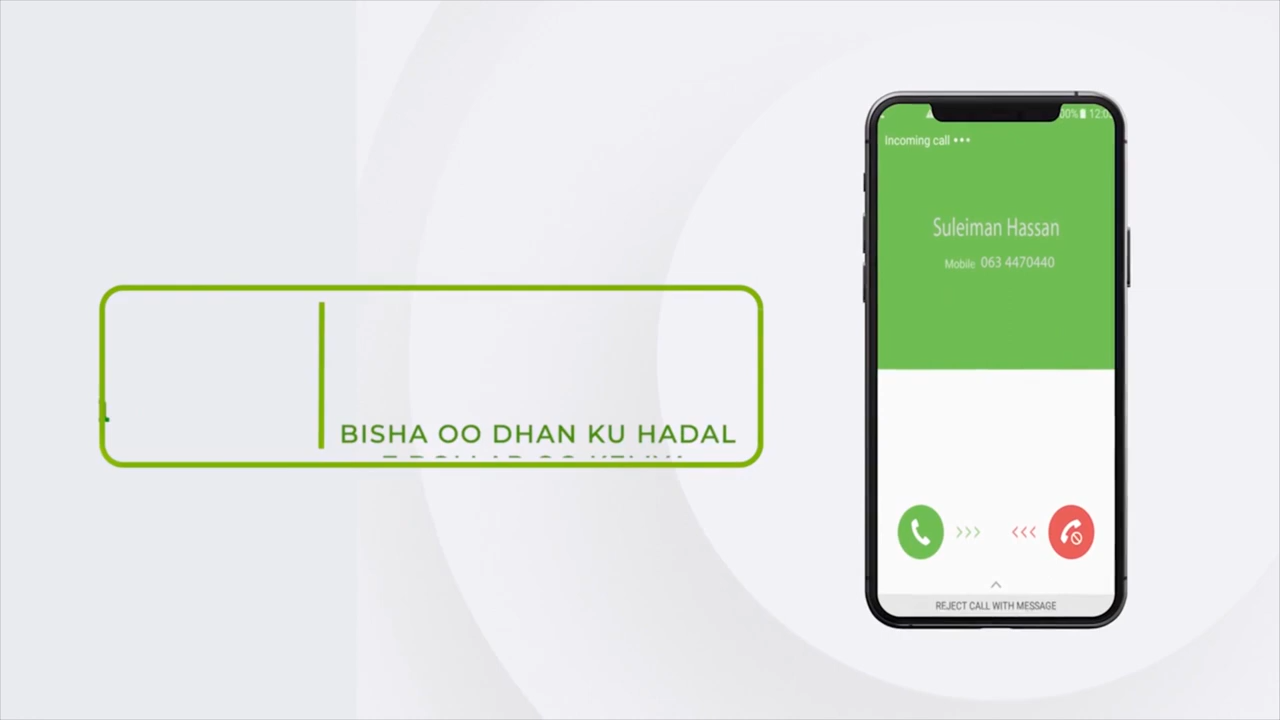 BISHA OO DHAN KU HADAL
Incoming call •••
Suleiman Hassan
Mobile 063 4470440
REJECT CALL WITH MESSAGE